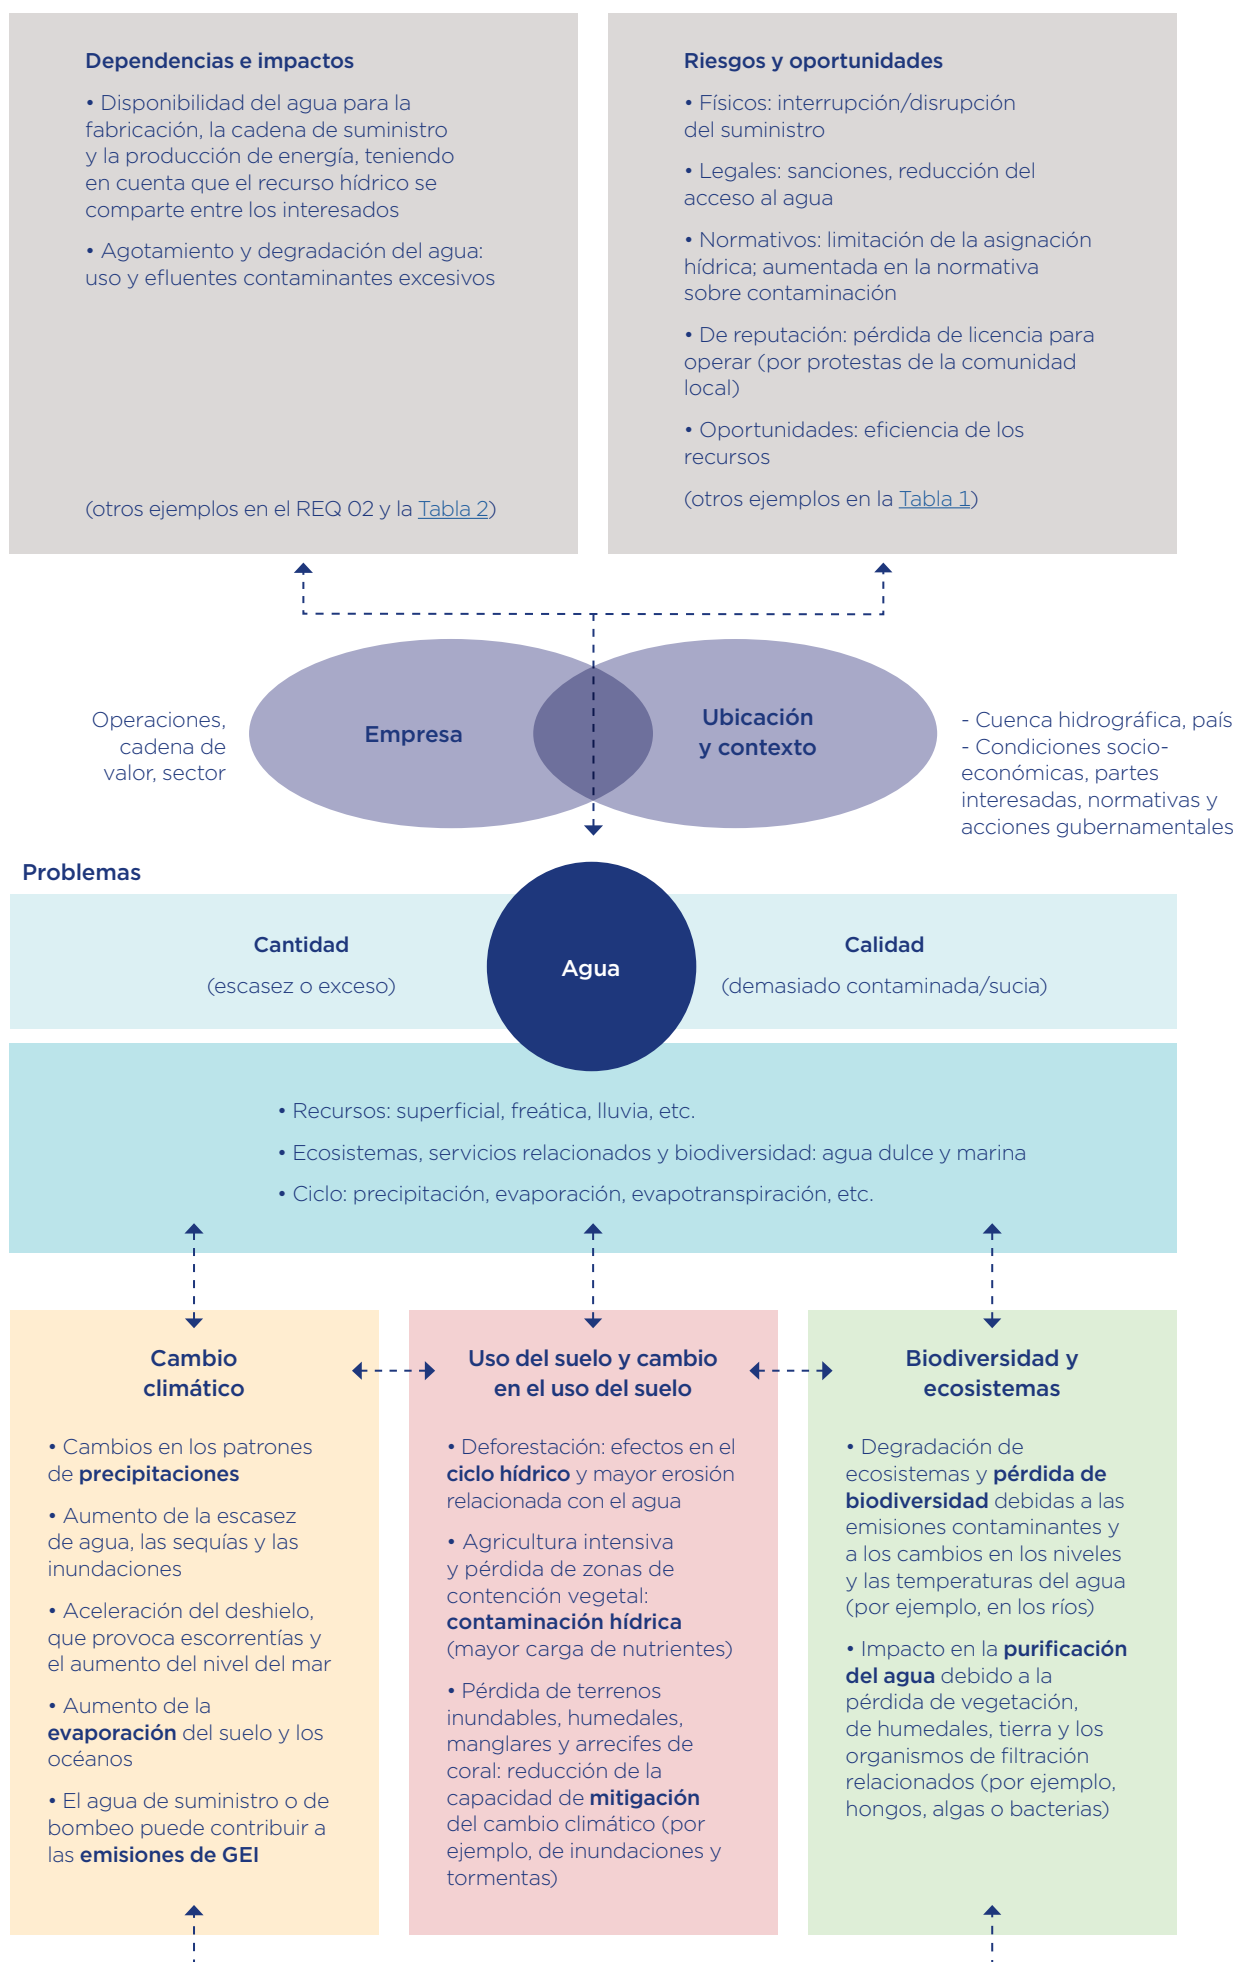 Dependencias e impactos
• Disponibilidad del agua para la
fabricación, la cadena de suministro
y la producción de energía, teniendo
en cuenta que el recurso hídrico se
comparte entre los interesados
• Agotamiento y degradación del agua:
uso y efluentes contaminantes excesivos
(otros ejemplos en el REQ 02 y la Tabla 2)
Riesgos y oportunidades
• Físicos: interrupción/disrupción
del suministro
• Legales: sanciones, reducción del
acceso al agua
• Normativos: limitación de la asignación
hídrica; aumentada en la normativa
sobre contaminación
• De reputación: pérdida de licencia para
operar (por protestas de la comunidad
local)
• Oportunidades: eficiencia de los
recursos
(otros ejemplos en la Tabla 1)
Operaciones,
cadena de
valor, sector
Empresa
Ubicación
y contexto
- Cuenca hidrográfica, país
- Condiciones socio-
económicas, partes
interesadas, normativas y
acciones gubernamentales
Problemas
Cantidad
(escasez o exceso)
Agua
Calidad
(demasiado contaminada/sucia)
• Recursos: superficial, freática, lluvia, etc.
• Ecosistemas, servicios relacionados y biodiversidad: agua dulce y marina
• Ciclo: precipitación, evaporación, evapotranspiración, etc.
Cambio
climático
• Cambios en los patrones
de precipitaciones
• Aumento de la escasez
de agua, las sequías y las
inundaciones
• Aceleración del deshielo,
que provoca escorrentías y
el aumento del nivel del mar
• Aumento de la
evaporación del suelo y los
océanos
• El agua de suministro o de
bombeo puede contribuir a
las emisiones de GEI
Uso del suelo y cambio
en el uso del suelo
• Deforestación: efectos en el
ciclo hídrico y mayor erosión
relacionada con el agua
• Agricultura intensiva
y pérdida de zonas de
contención vegetal:
contaminación hídrica
(mayor carga de nutrientes)
• Pérdida de terrenos
inundables, humedales,
manglares y arrecifes de
coral: reducción de la
capacidad de mitigación
del cambio climático (por
ejemplo, de inundaciones y
tormentas)
Biodiversidad y
ecosistemas
• Degradación de
ecosistemas y pérdida de
biodiversidad debidas a las
emisiones contaminantes y
a los cambios en los niveles
y las temperaturas del agua
(por ejemplo, en los ríos)
• Impacto en la purificación
del agua debido a la
pérdida de vegetación,
de humedales, tierra y los
organismos de filtración
relacionados (por ejemplo,
hongos, algas o bacterias)